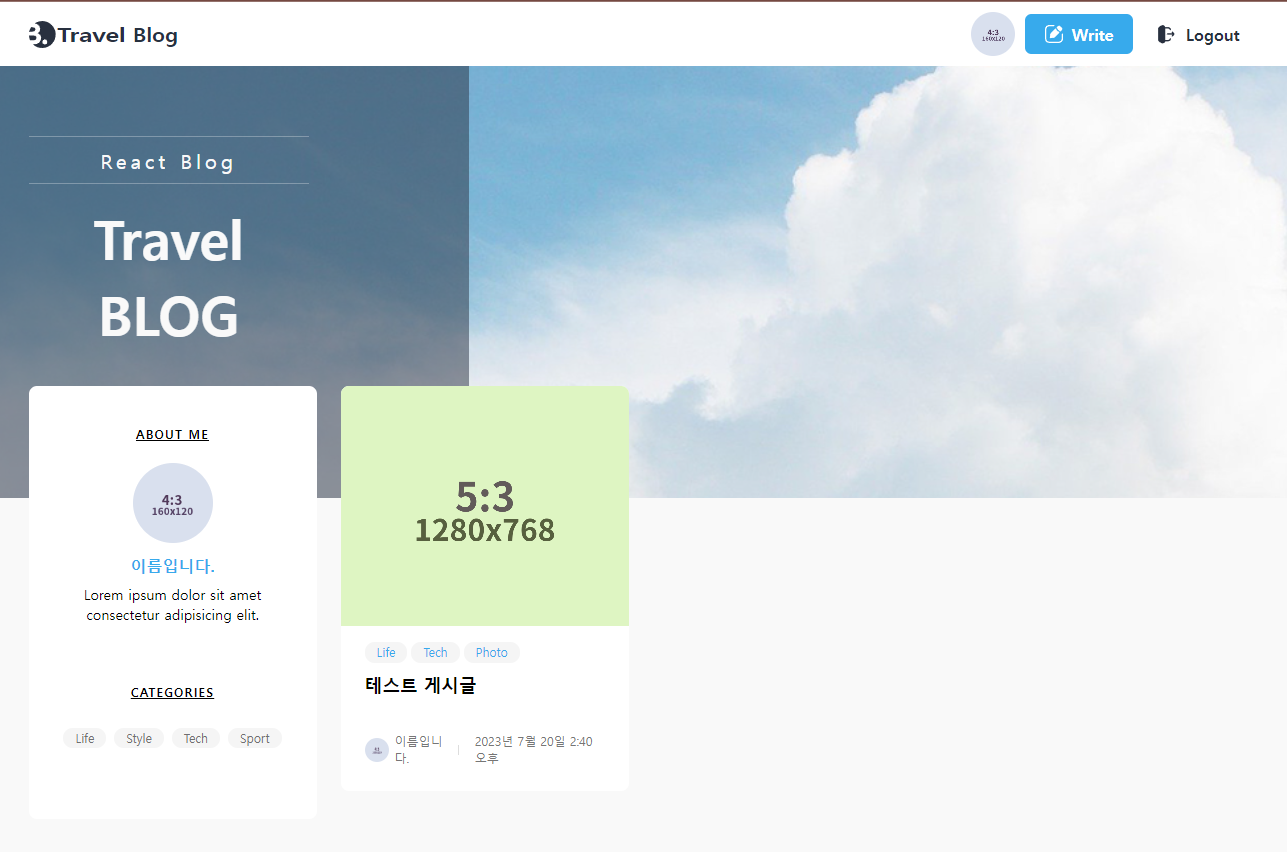 B. Travel Blog
4:3
160x120
Write
Logout
React Blog
Travel
BLOG
ABOUT ME
4:3
160x120
이름입니다.
Lorem ipsum dolor sit amet
consectetur adipisicing elit.
CATEGORIES
Life Style Tech Sport
5:3
1280x768
Life Tech Photo
테스트 게시글
이름입니
다.
2023년 7월 20일 2:40
오후